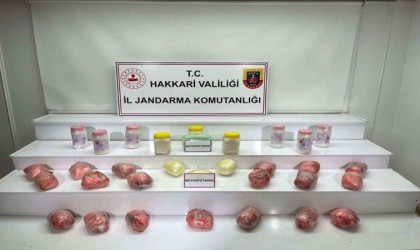 T.C.
HAKKARİ VALİLİĞİ
İL JANDARMA KOMUTANLIĞI
METAMFETAMİN